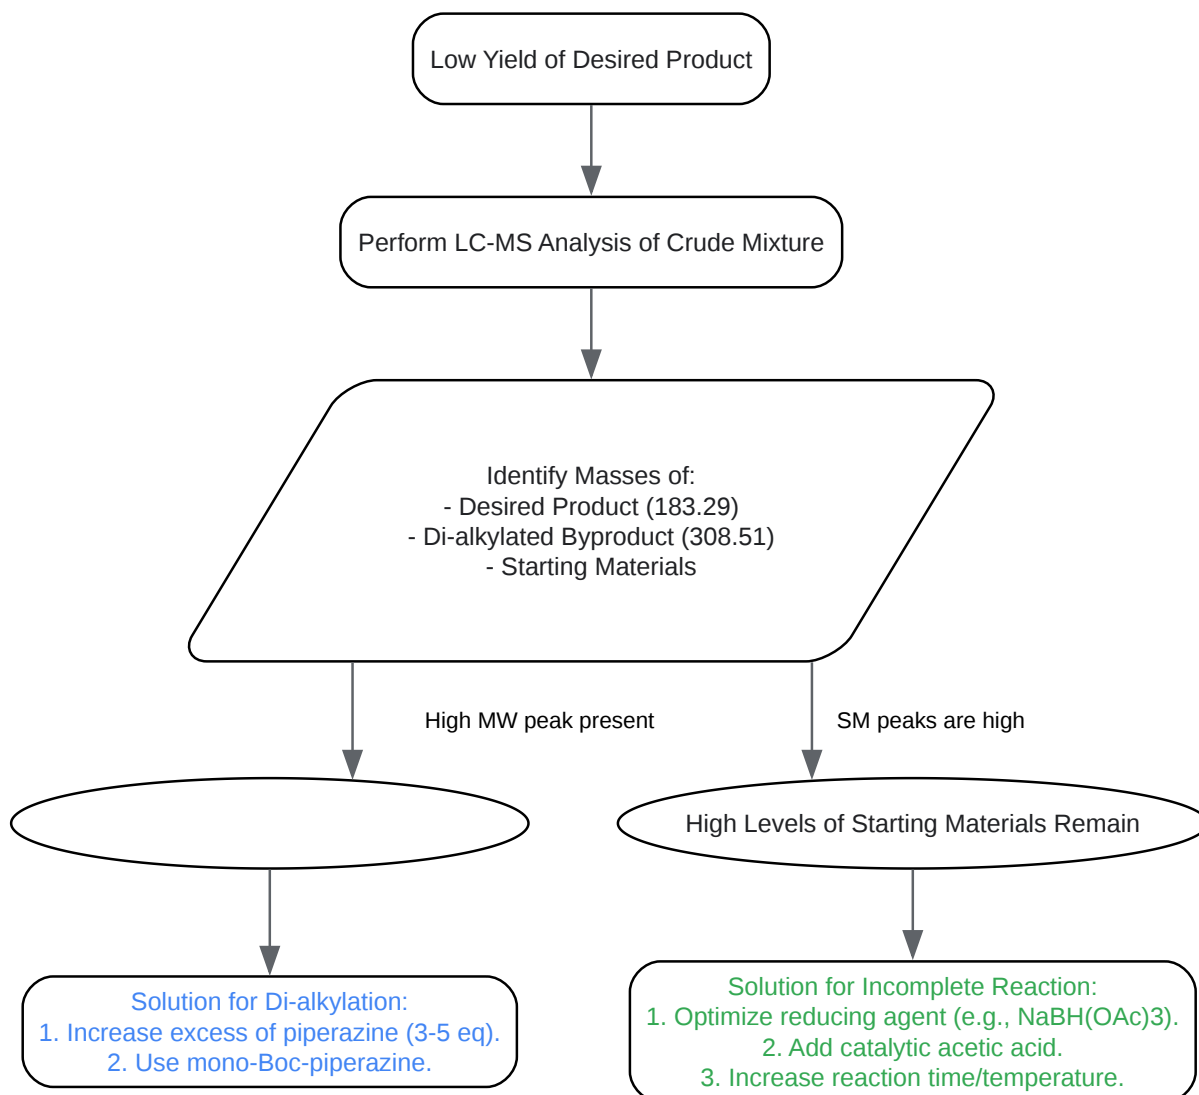 Low Yield of Desired Product
Perform LC-MS Analysis of Crude Mixture
Identify Masses of:
- Desired Product (183.29)
- Di-alkylated Byproduct (308.51)
- Starting Materials
High MW peak present
SM peaks are high
High Levels of Starting Materials Remain
Solution for Di-alkylation:
1. Increase excess of piperazine (3-5 eq).
2. Use mono-Boc-piperazine.
Solution for Incomplete Reaction:
1. Optimize reducing agent (e.g., NaBH(OAc)3).
2. Add catalytic acetic acid.
3. Increase reaction time/temperature.